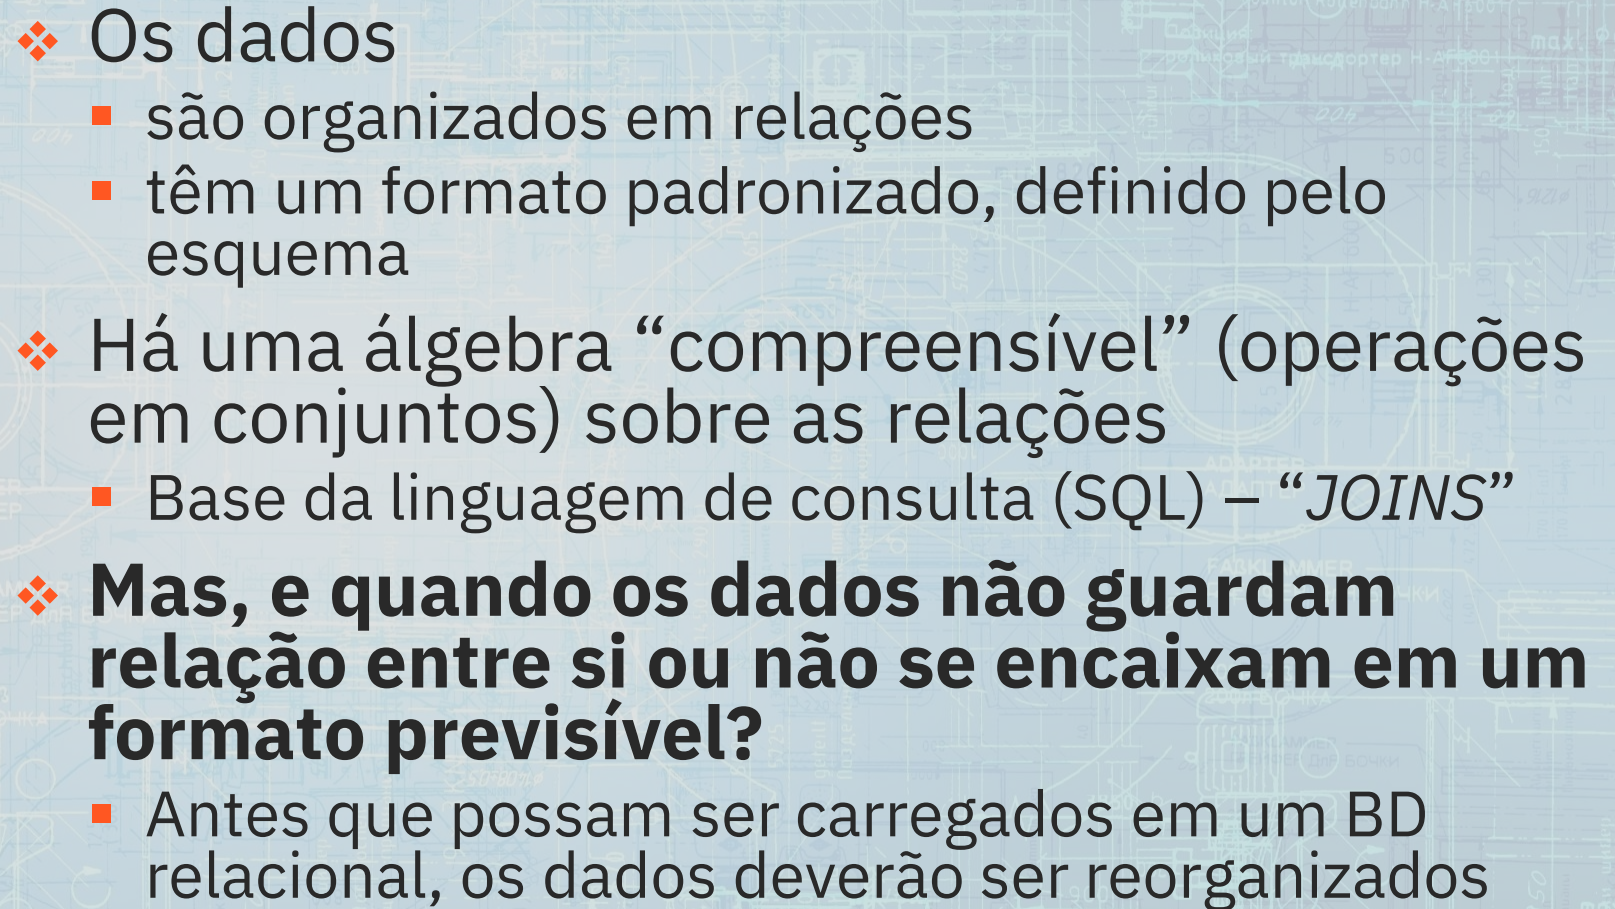 Os dados
são organizados em relações
têm um formato padronizado, definido pelo
esquema
Há uma álgebra “compreensível” (operações
em conjuntos) sobre as relações
Base da linguagem de consulta (SQL) – “JOINS”
Mas, e quando os dados não guardam
relação entre si ou não se encaixam em um
formato previsível?
Antes que possam ser carregados em um BD
relacional, os dados deverão ser reorganizados